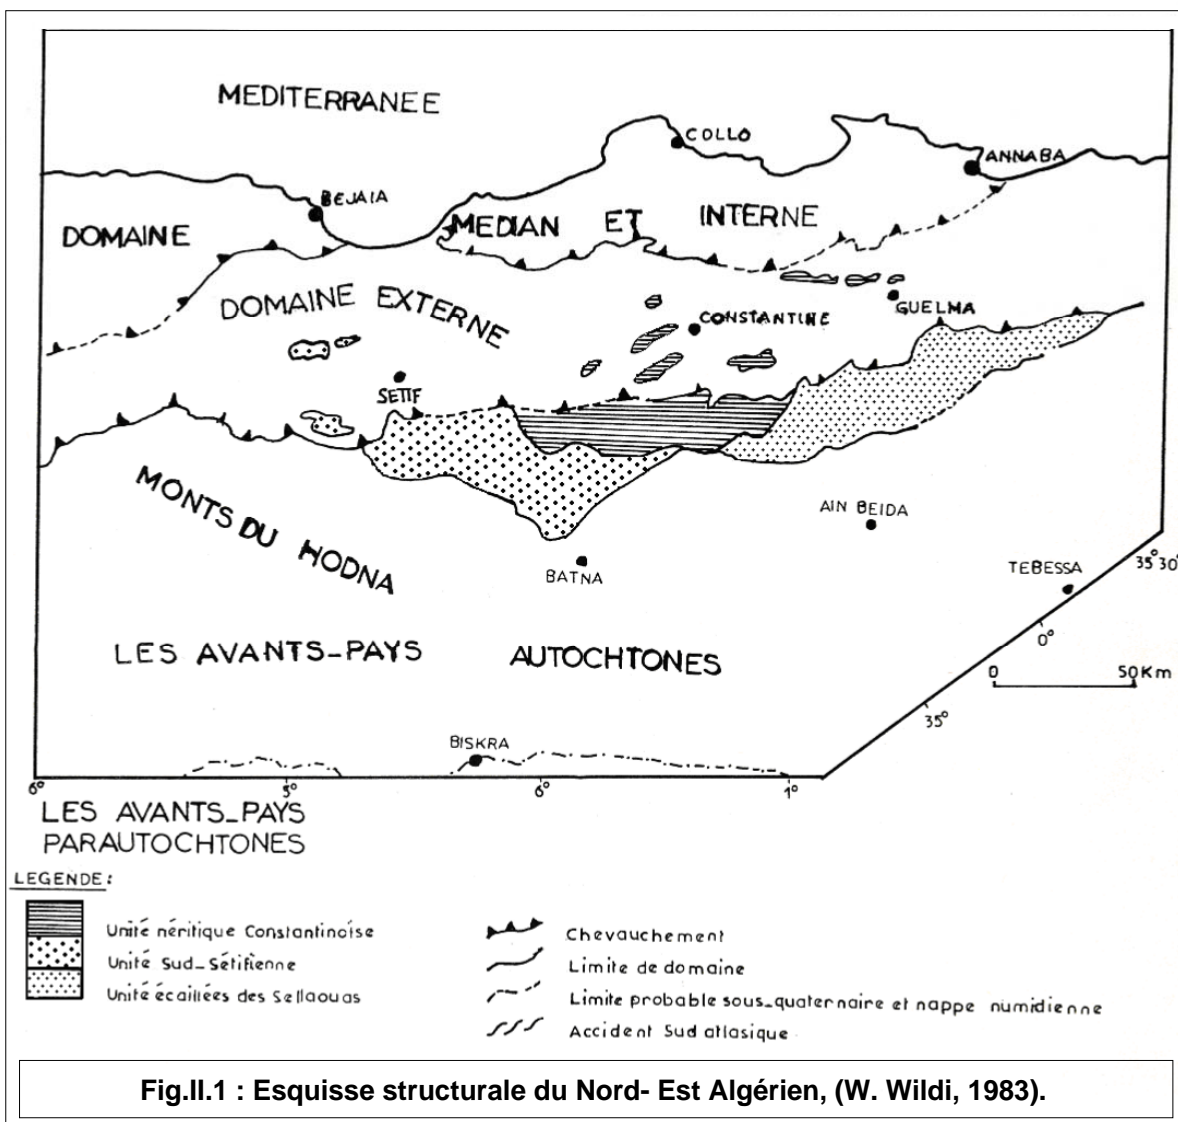 MEDITERRANEE
COLLO
ANNABA
BEJAIA
DOMAINE MEDIAN ET INTERNE
DOMAINE EXTERNE
GUELMA
CONSTANTINE
SETIF
MONTS DU HODNA
AIN BEIDA
BATNA
TEBESSA
35° 30'
0°
0 50 Km
35°
LES AVANTS_PAYS AUTOCHTONES
BISKRA
6° 5° 6° 1°
LES AVANTS_PAYS
PARAUTOCHTONES
LEGENDE:
Unité néritique Constantinoise
Unité Sud_Sétifienne
Unité écaillées des Sellaouas
Chevauchement
Limite de domaine
Limite probable sous_quaternaire et nappe numidienne
Accident Sud atlasique
Fig.II.1 : Esquisse structurale du Nord- Est Algérien, (W. Wildi, 1983).